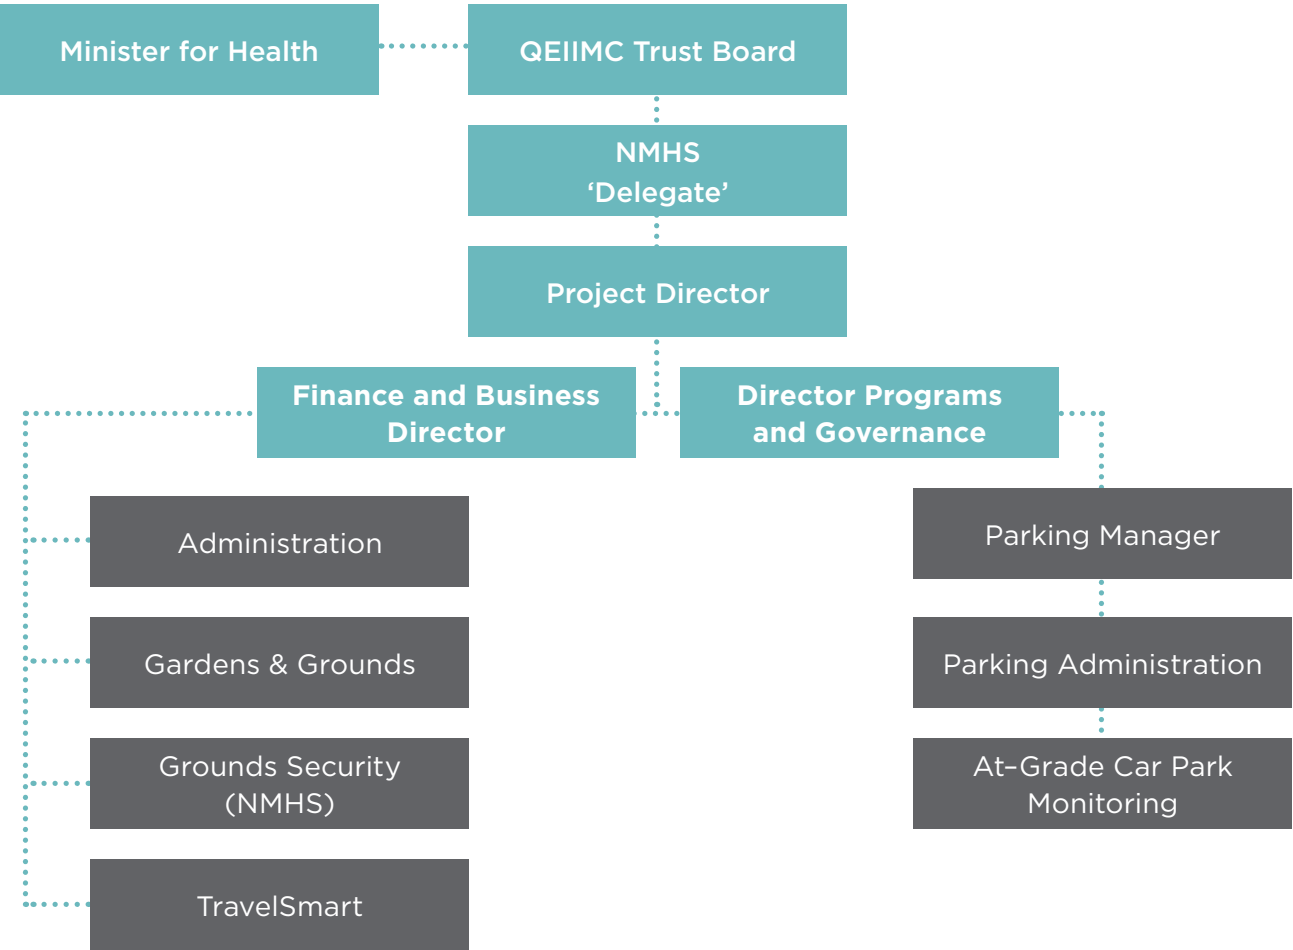 Minister for Health
QEIIMC Trust Board
NMHS
‘Delegate’
Project Director
Finance and Business
Director
Director Programs
and Governance
Administration
Gardens & Grounds
Grounds Security
(NMHS)
TravelSmart
Parking Manager
Parking Administration
At–Grade Car Park
Monitoring